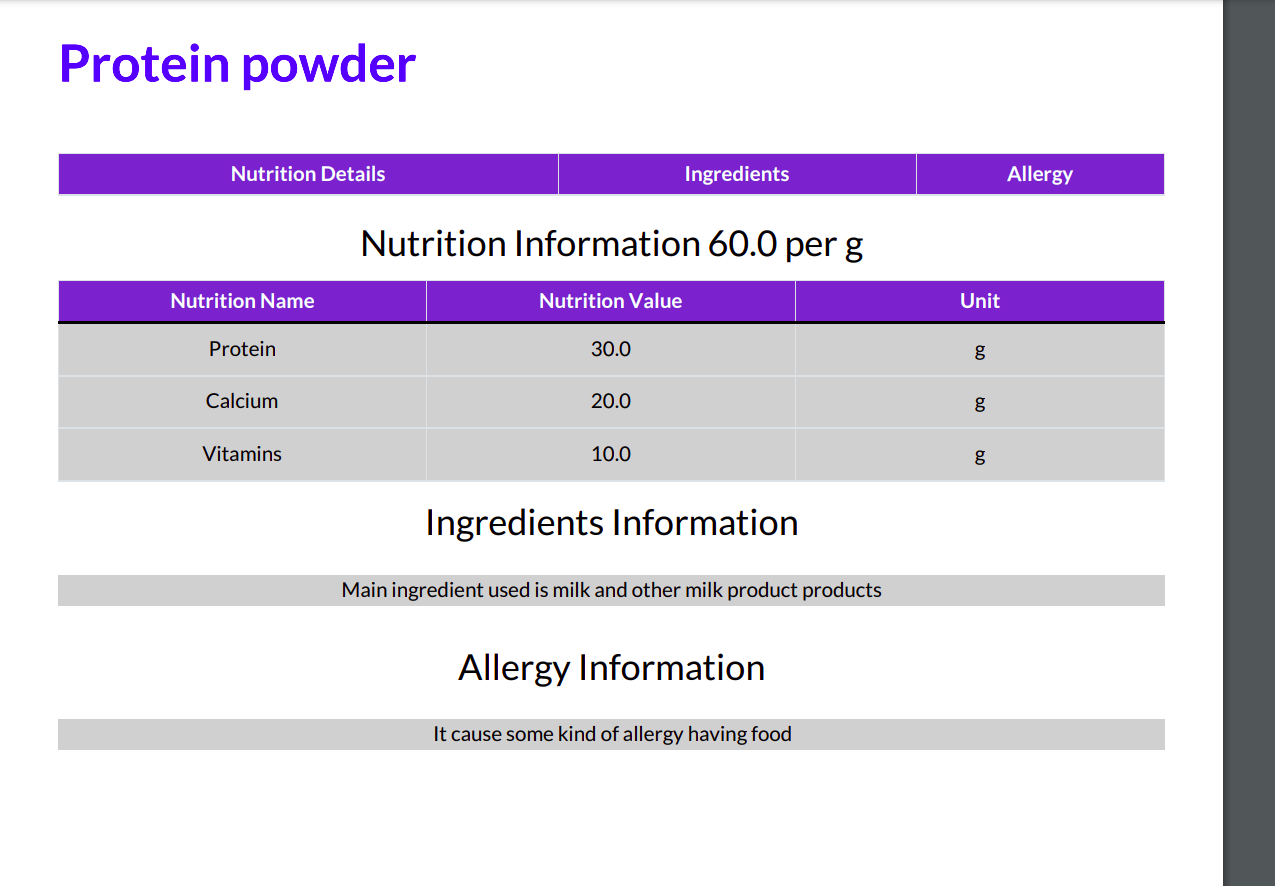 Protein powder
Nutrition Details Ingredients Allergy
Nutrition Information 60.0 per g
Nutrition Name Nutrition Value Unit
Protein 30.0 g
Calcium 20.0 g
Vitamins 10.0 g
Ingredients Information
Main ingredient used is milk and other milk product products
Allergy Information
It cause some kind of allergy having food